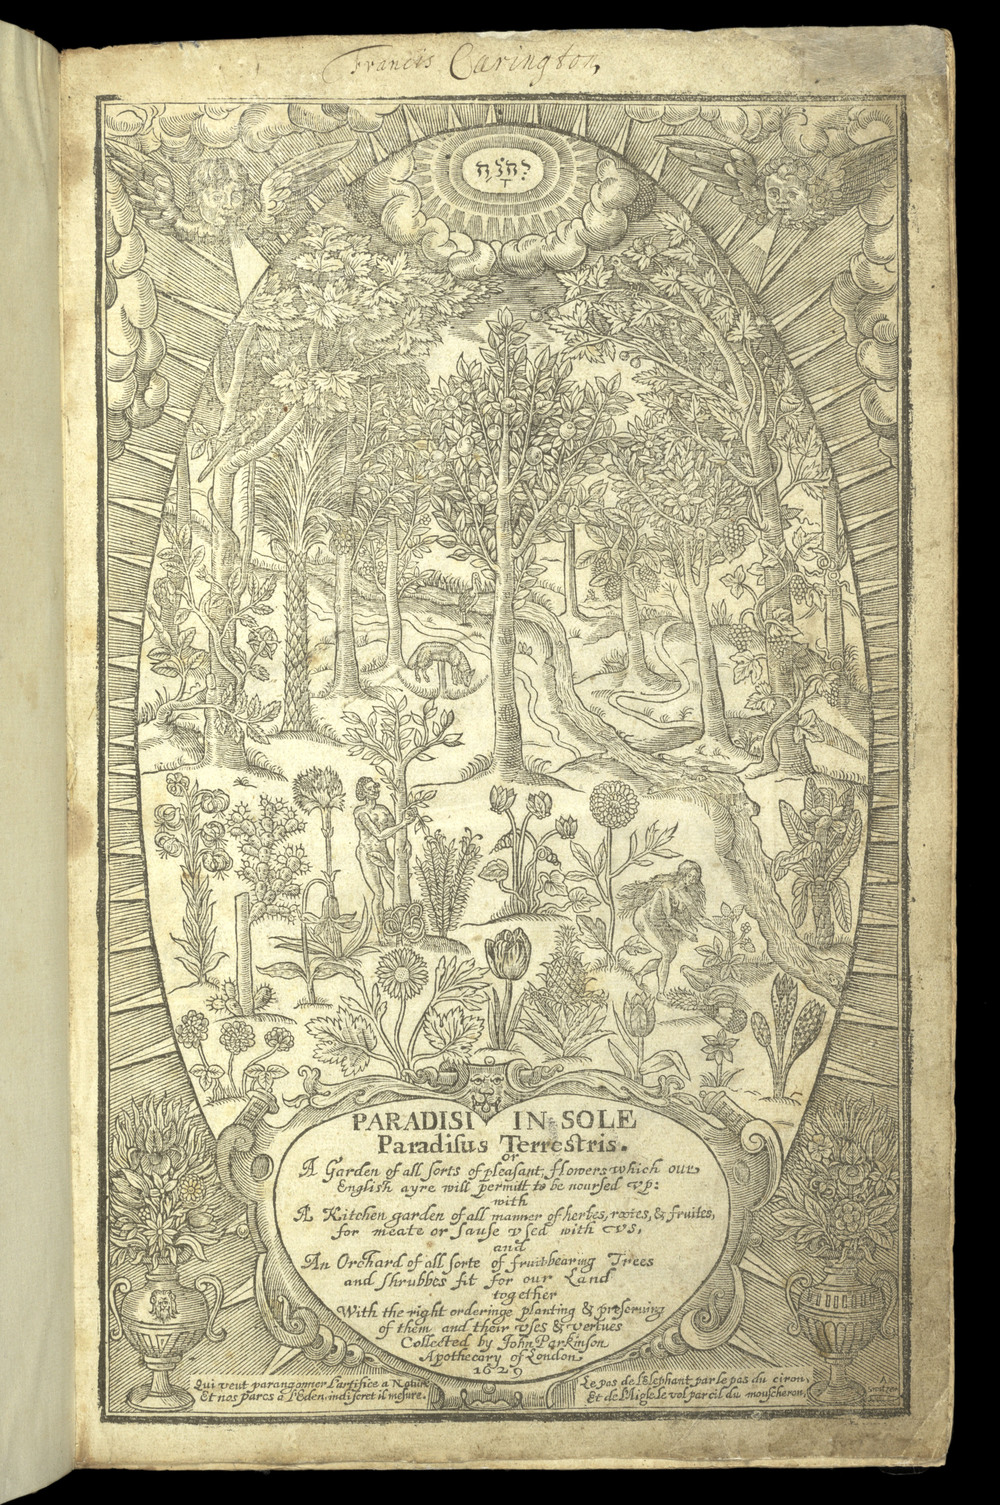 Francis Carington,
יהוה
PARADISI IN SOLE
Paradisus Terrestris.
or
A Garden of all sorts of pleasant flowers which our
English ayre will permitt to be noursed vp:
with
A Kitchen garden of all manner of herbes, rootes, & fruites,
for meate or sause vsed with vs,
and
An Orchard of all sorte of fruitbearing Trees
and shrubbes fit for our Land
together
With the right orderinge planting & preseruing
of them and their vses & vertues
Collected by John Parkinson
Apothecary of London
1629
Qui veut parangonner l'artifice a Nature
Et nos parcs a l'Eden, indiscret il mesure.
Le pas de l'Elephant par le pas du ciron,
Et de l'Aigle le vol par cil du moucheron,